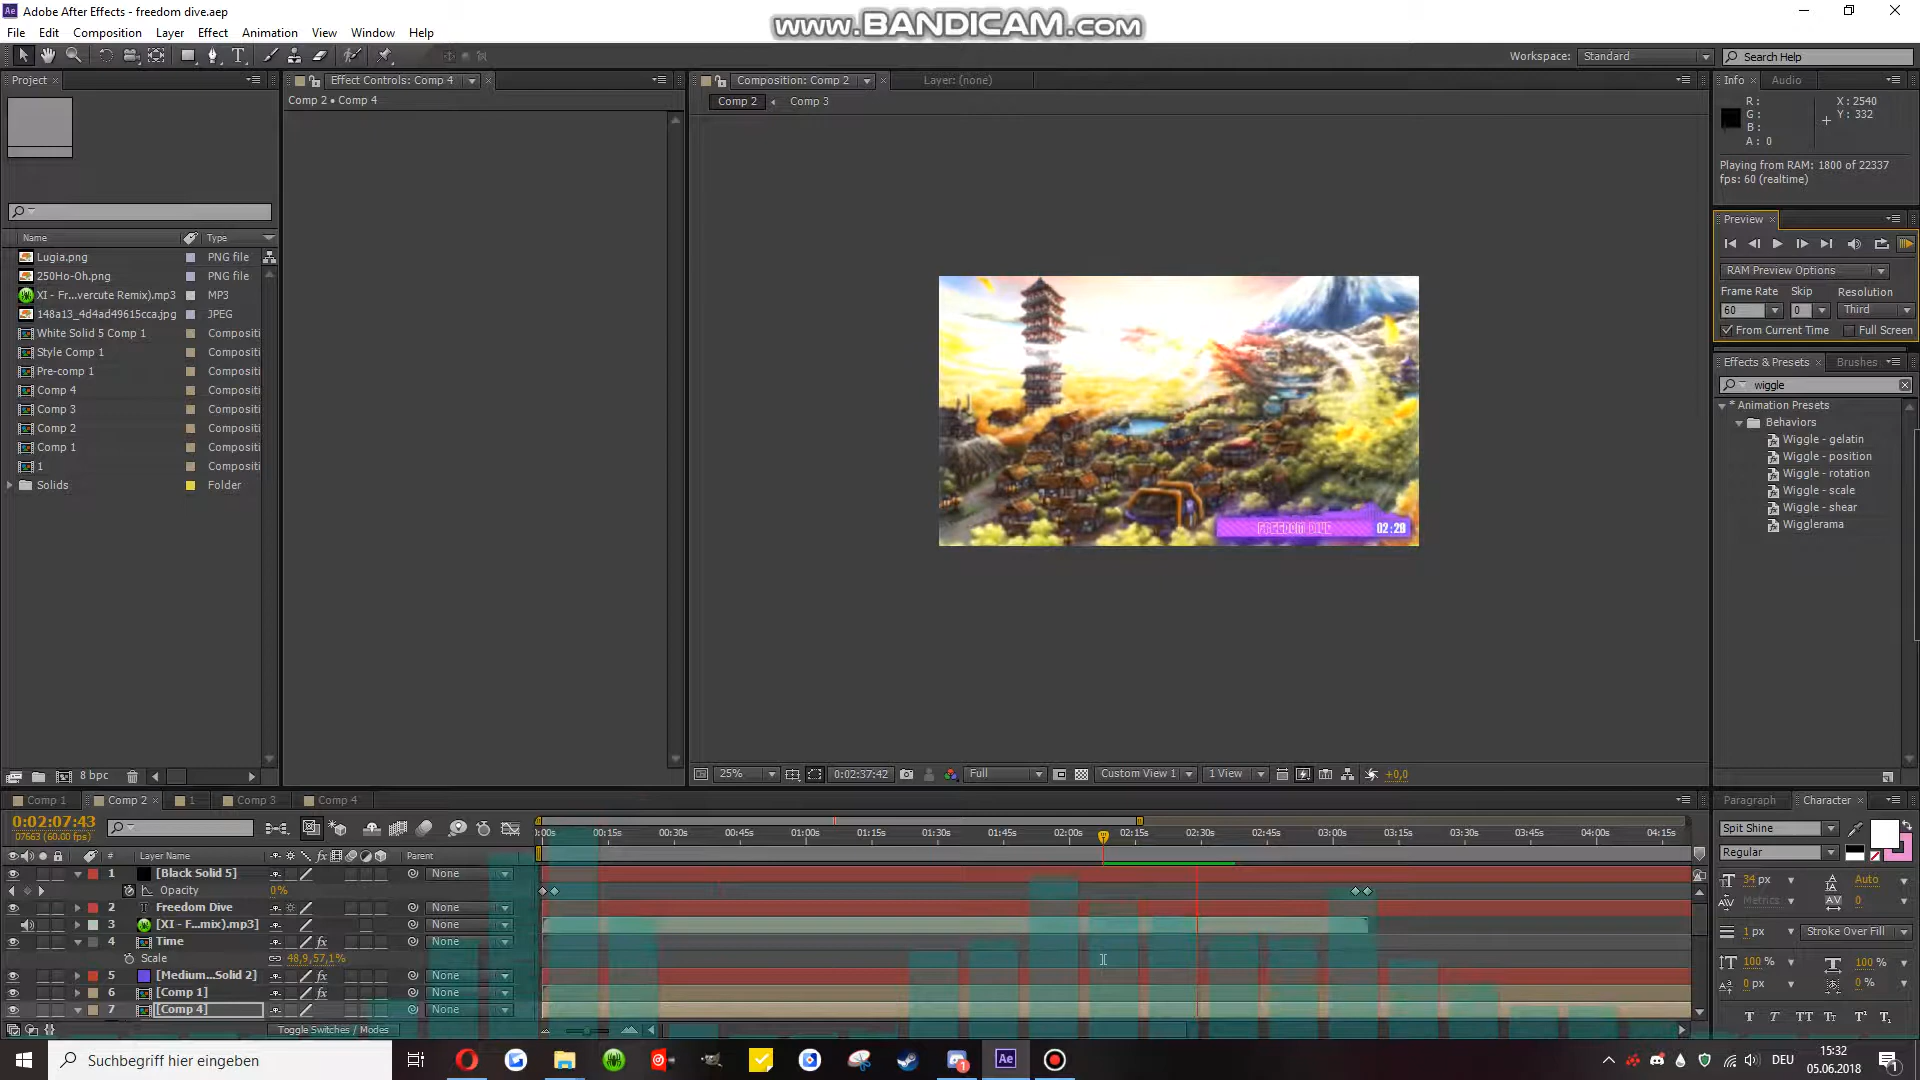 Adobe After Effects - freedom dive.aep
www.BANDICAM.com
File Edit Composition Layer Effect Animation View Window Help
Workspace: Standard
Search Help
Project
Effect Controls: Comp 4
Comp 2 • Comp 4
Composition: Comp 2
Layer: (none)
Comp 2
Comp 3
Info
Audio
R :
G :
B :
A : 0
X : 2540
Y : 332
Playing from RAM: 1800 of 22337
fps: 60 (realtime)
Preview
RAM Preview Options
Frame Rate Skip Resolution
60 0 Third
From Current Time Full Screen
Effects & Presets
Brushes
wiggle
* Animation Presets
Behaviors
Wiggle - gelatin
Wiggle - position
Wiggle - rotation
Wiggle - scale
Wiggle - shear
Wigglerama
Name Type
Lugia.png PNG file
250Ho-Oh.png PNG file
XI - Fr...vercute Remix).mp3 MP3
148a13_4d4ad49615cca.jpg JPEG
White Solid 5 Comp 1 Compositi
Style Comp 1 Compositi
Pre-comp 1 Compositi
Comp 4 Compositi
Comp 3 Compositi
Comp 2 Compositi
Comp 1 Compositi
1 Compositi
Solids Folder
FREEDOM DIVE 02:29
8 bpc
25%
0:02:37:42
Full
Custom View 1
1 View
+0,0
Comp 1
Comp 2
1
Comp 3
Comp 4
0:02:07:43
07663 (60.00 fps)
# Layer Name Parent
:00s 00:15s 00:30s 00:45s 01:00s 01:15s 01:30s 01:45s 02:00s 02:15s 02:30s 02:45s 03:00s 03:15s 03:30s 03:45s 04:00s 04:15s
1 [Black Solid 5] None
Opacity 0%
2 T Freedom Dive None
3 [XI - F...mix).mp3] None
4 Time None
Scale 48,9,57,1%
5 [Medium...Solid 2] None
6 [Comp 1] None
7 [Comp 4] None
Toggle Switches / Modes
Paragraph
Character
Spit Shine
Regular
34 px Auto
Metrics 0
1 px Stroke Over Fill
100 % 100 %
0 px 0 %
T T TT Tт T¹ T₁
Suchbegriff hier eingeben
DEU
15:32
05.06.2018